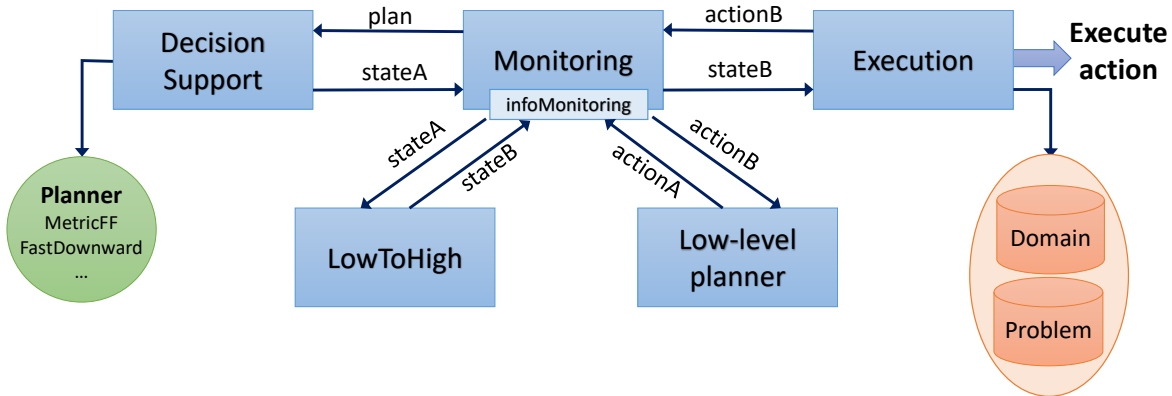 plan
actionB
Execute
action
Decision
Support
Monitoring
Execution
stateA
stateB
infoMonitoring
stateA
stateB
actionA
actionB
Planner
MetricFF
FastDownward
...
LowToHigh
Low-level
planner
Domain
Problem